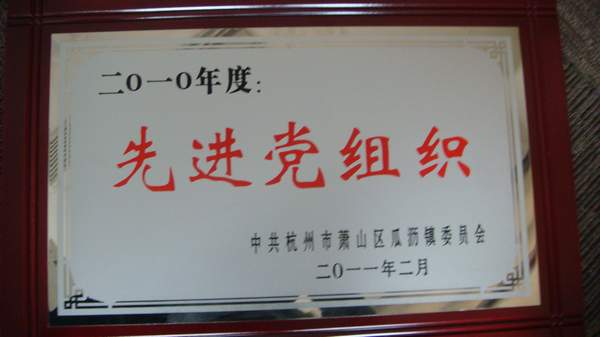 二O一O年度:
先进党组织
中共杭州市萧山区瓜沥镇委员会
二O一一年二月